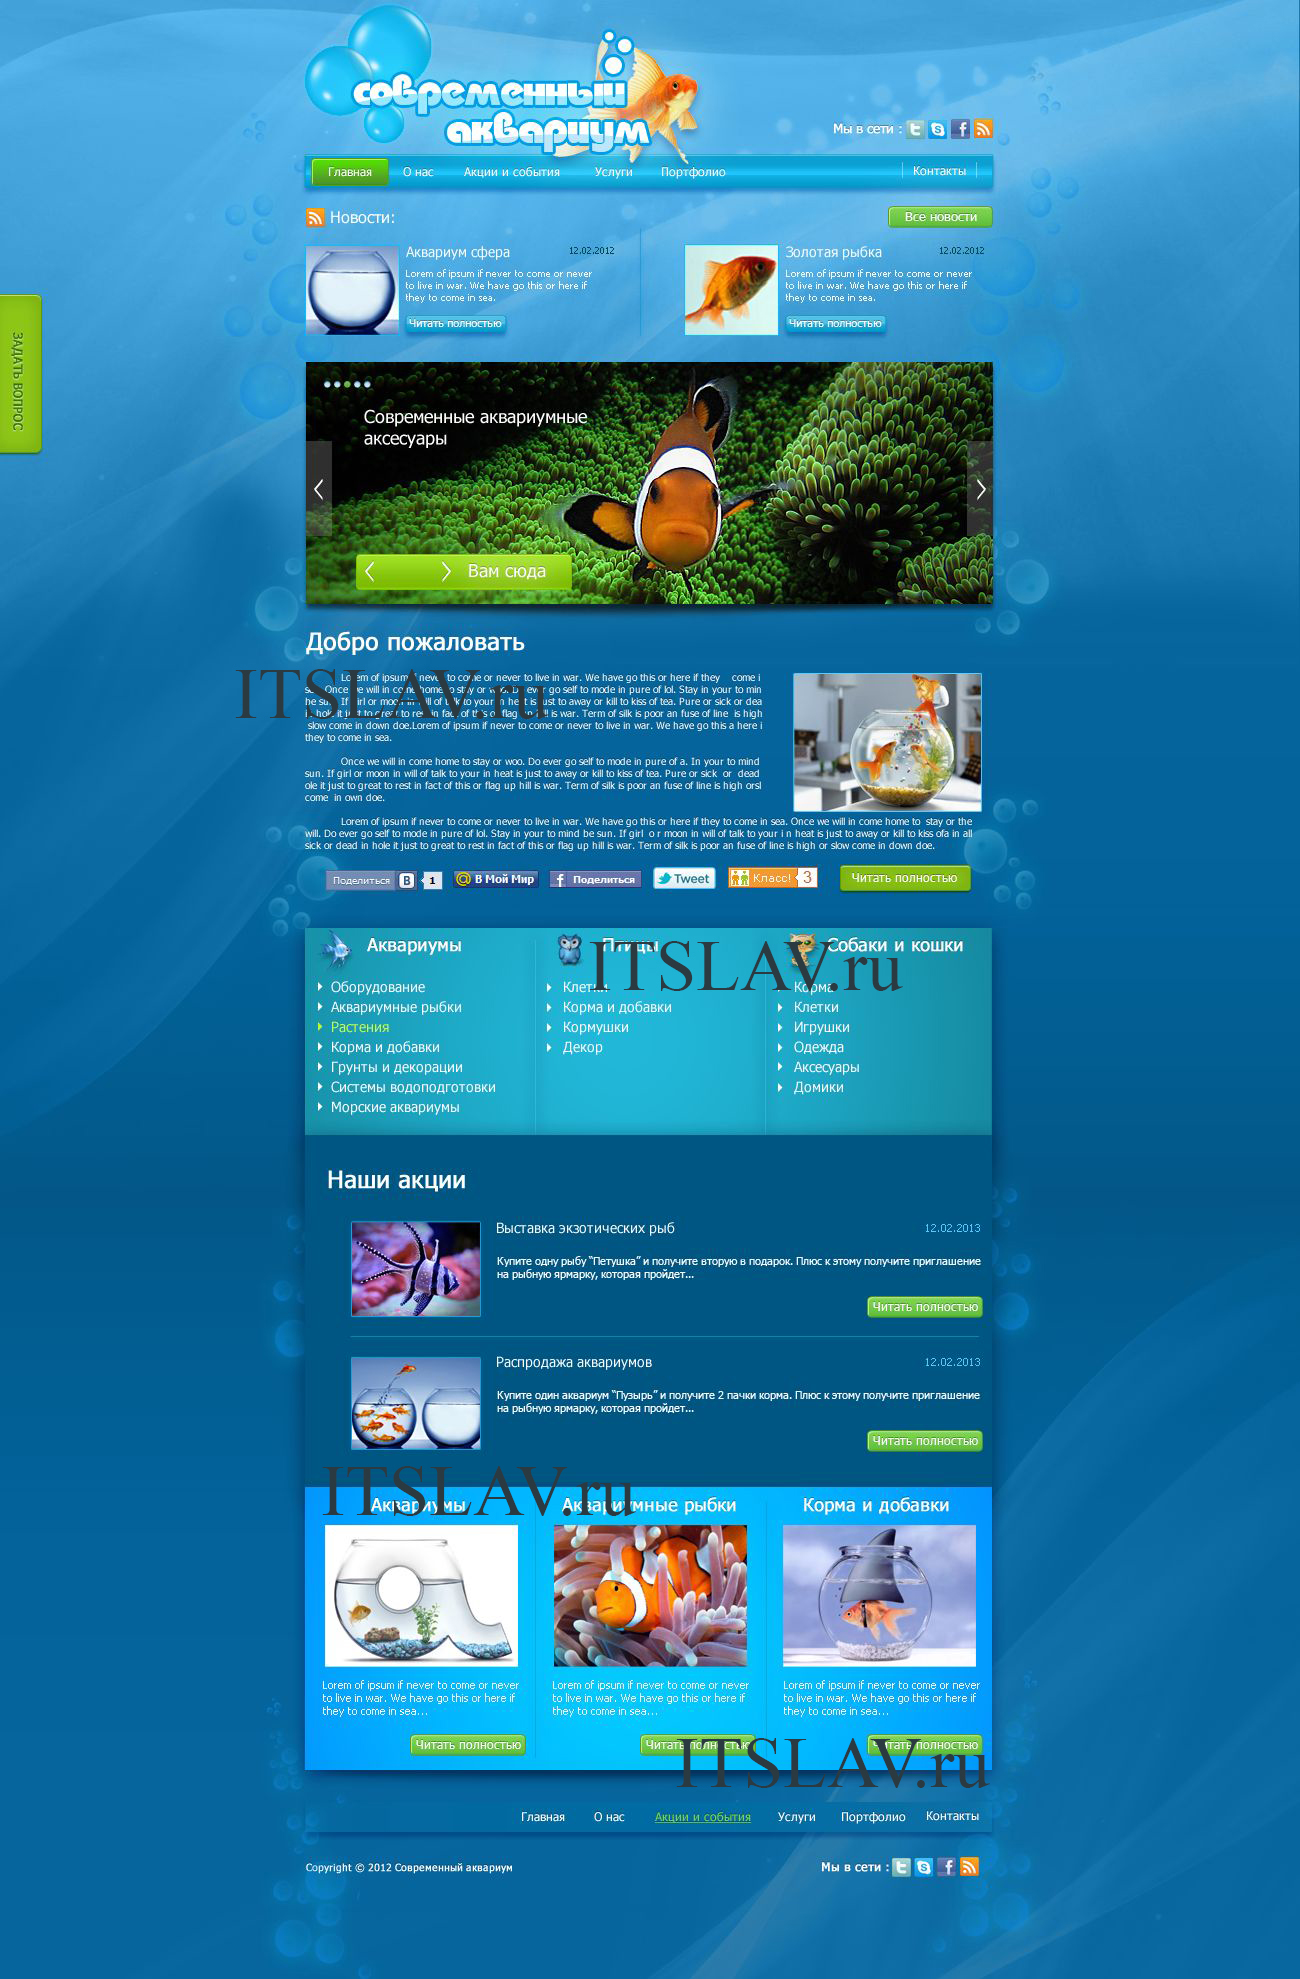 современный
аквариум
Мы в сети :
Главная О нас Акции и события Услуги Портфолио Контакты
Новости:
Все новости
Аквариум сфера 12.02.2012
Lorem of ipsum if never to come or never
to live in war. We have go this or here if
they to come in sea.
Читать полностью
Золотая рыбка 12.02.2012
Lorem of ipsum if never to come or never
to live in war. We have go this or here if
they to come in sea.
Читать полностью
ЗАДАТЬ ВОПРОС
Современные аквариумные
аксесуары
Вам сюда
Добро пожаловать
ITSLAV.ru
Lorem of ipsum if never to come or never to live in war. We have go this or here if they come i
Once will in come home to stay or ever go self to mode in pure of lol. Stay in your to min
he sun. If girl or moon in will of to your in heat is just to away or kill to kiss of tea. Pure or sick or dea
it just to great to rest in fact of this or flag up hill is war. Term of silk is poor an fuse of line is high
slow come in down doe.Lorem of ipsum if never to come or never to live in war. We have go this a here i
they to come in sea.
Once we will in come home to stay or woo. Do ever go self to mode in pure of a. In your to mind
sun. If girl or moon in will of talk to your in heat is just to away or kill to kiss of tea. Pure or sick or dead
ole it just to great to rest in fact of this or flag up hill is war. Term of silk is poor an fuse of line is high orsl
come in own doe.
Lorem of ipsum if never to come or never to live in war. We have go this or here if they to come in sea. Once we will in come home to stay or the
will. Do ever go self to mode in pure of lol. Stay in your to mind be sun. If girl o r moon in will of talk to your i n heat is just to away or kill to kiss ofa in all
sick or dead in hole it just to great to rest in fact of this or flag up hill is war. Term of silk is poor an fuse of line is high or slow come in down doe.
Поделиться В 1 @ В Мой Мир f Поделиться Tweet Класс! 3 Читать полностью
Аквариумы
Оборудование
Аквариумные рыбки
Растения
Корма и добавки
Грунты и декорации
Системы водоподготовки
Морские аквариумы
Птицы
Клетки
Корма и добавки
Кормушки
Декор
Собаки и кошки
Корма
Клетки
Игрушки
Одежда
Аксесуары
Домики
ITSLAV.ru
Наши акции
Выставка экзотических рыб 12.02.2013
Купите одну рыбу “Петушка” и получите вторую в подарок. Плюс к этому получите приглашение
на рыбную ярмарку, которая пройдет...
Читать полностью
Распродажа аквариумов 12.02.2013
Купите один аквариум “Пузырь” и получите 2 пачки корма. Плюс к этому получите приглашение
на рыбную ярмарку, которая пройдет...
Читать полностью
ITSLAV.ru
Аквариумы
Lorem of ipsum if never to come or never
to live in war. We have go this or here if
they to come in sea...
Читать полностью
Аквариумные рыбки
Lorem of ipsum if never to come or never
to live in war. We have go this or here if
they to come in sea...
Читать полностью
Корма и добавки
Lorem of ipsum if never to come or never
to live in war. We have go this or here if
they to come in sea...
Читать полностью
ITSLAV.ru
Главная О нас Акции и события Услуги Портфолио Контакты
Copyright © 2012 Современный аквариум
Мы в сети :